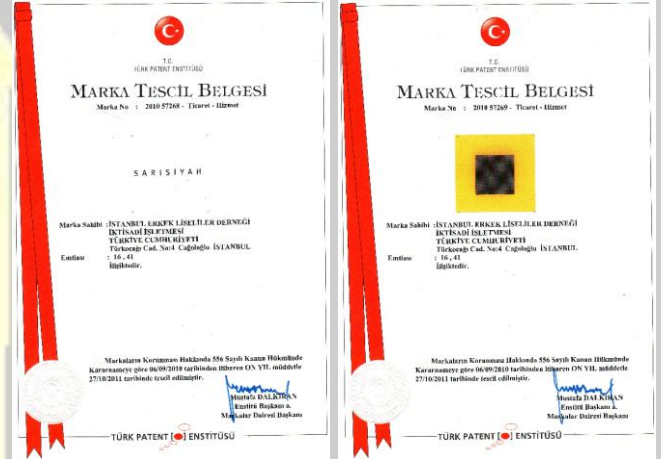 T.C.
TÜRK PATENT ENSTİTÜSÜ
MARKA TESCİL BELGESİ
Marka No : 2010 57268 - Ticaret - Hizmet
SARISİYAH
Marka Sahibi :İSTANBUL ERKEK LİSELİLER DERNEĞİ
İKTİSADİ İŞLETMESİ
TÜRKİYE CUMHURİYETİ
Türkocağı Cad. No:4 Cağoloğlu İSTANBUL
Emtiası : 16 , 41
İlişiktedir.
Markaların Korunması Hakkında 556 Sayılı Kanun Hükmünde
Kararnameye göre 06/09/2010 tarihinden itibaren ON YIL müddetle
27/10/2011 tarihinde tescil edilmiştir.
Mustafa DALKIRAN
Enstitü Başkanı a.
Markalar Dairesi Başkanı
TÜRK PATENT ENSTİTÜSÜ
T.C.
TÜRK PATENT ENSTİTÜSÜ
MARKA TESCİL BELGESİ
Marka No : 2010 57269 - Ticaret - Hizmet
Marka Sahibi :İSTANBUL ERKEK LİSELİLER DERNEĞİ
İKTİSADİ İŞLETMESİ
TÜRKİYE CUMHURİYETİ
Türkocağı Cad. No:4 Cağoloğlu İSTANBUL
Emtiası : 16 , 41
İlişiktedir.
Markaların Korunması Hakkında 556 Sayılı Kanun Hükmünde
Kararnameye göre 06/09/2010 tarihinden itibaren ON YIL müddetle
27/10/2011 tarihinde tescil edilmiştir.
Mustafa DALKIRAN
Enstitü Başkanı a.
Markalar Dairesi Başkanı
TÜRK PATENT ENSTİTÜSÜ